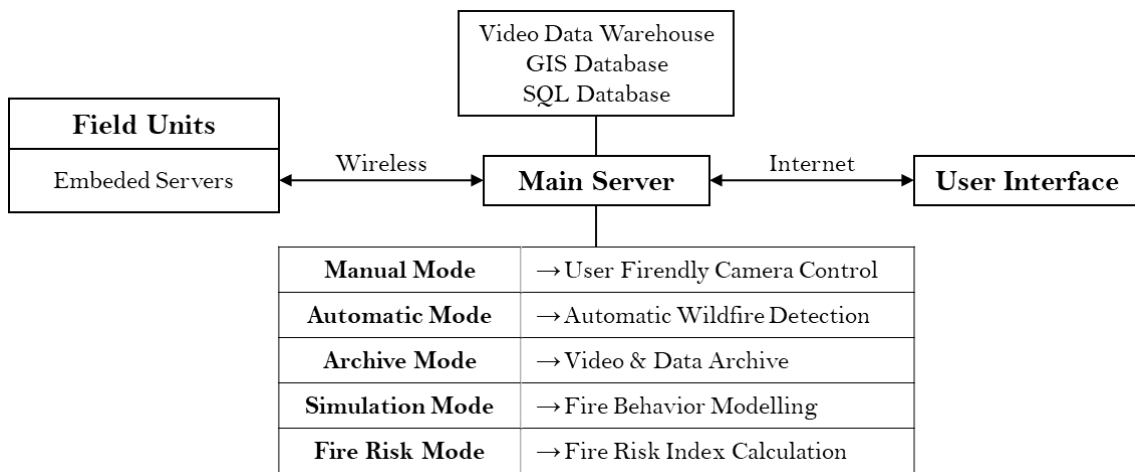 Video Data Warehouse
GIS Database
SQL Database
Field Units
Embeded Servers
Wireless
Main Server
Internet
User Interface
Manual Mode → User Firendly Camera Control
Automatic Mode → Automatic Wildfire Detection
Archive Mode → Video & Data Archive
Simulation Mode → Fire Behavior Modelling
Fire Risk Mode → Fire Risk Index Calculation